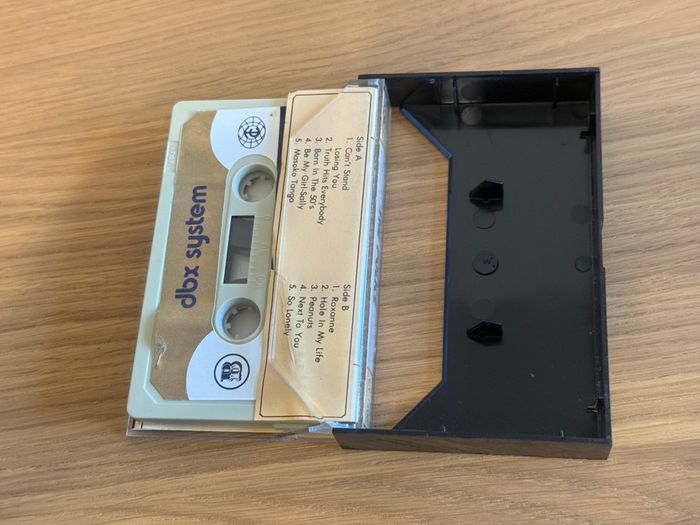 dbx system
Side A
1. Can't Stand
Losing You
2. Truth Hits Everybody
3. Born In The 50's
4. Be My Girl-Sally
5. Masoko Tanga
Side B
1. Roxanne
2. Hole In My Life
3. Peanuts
4. Next To You
5. So Lonely